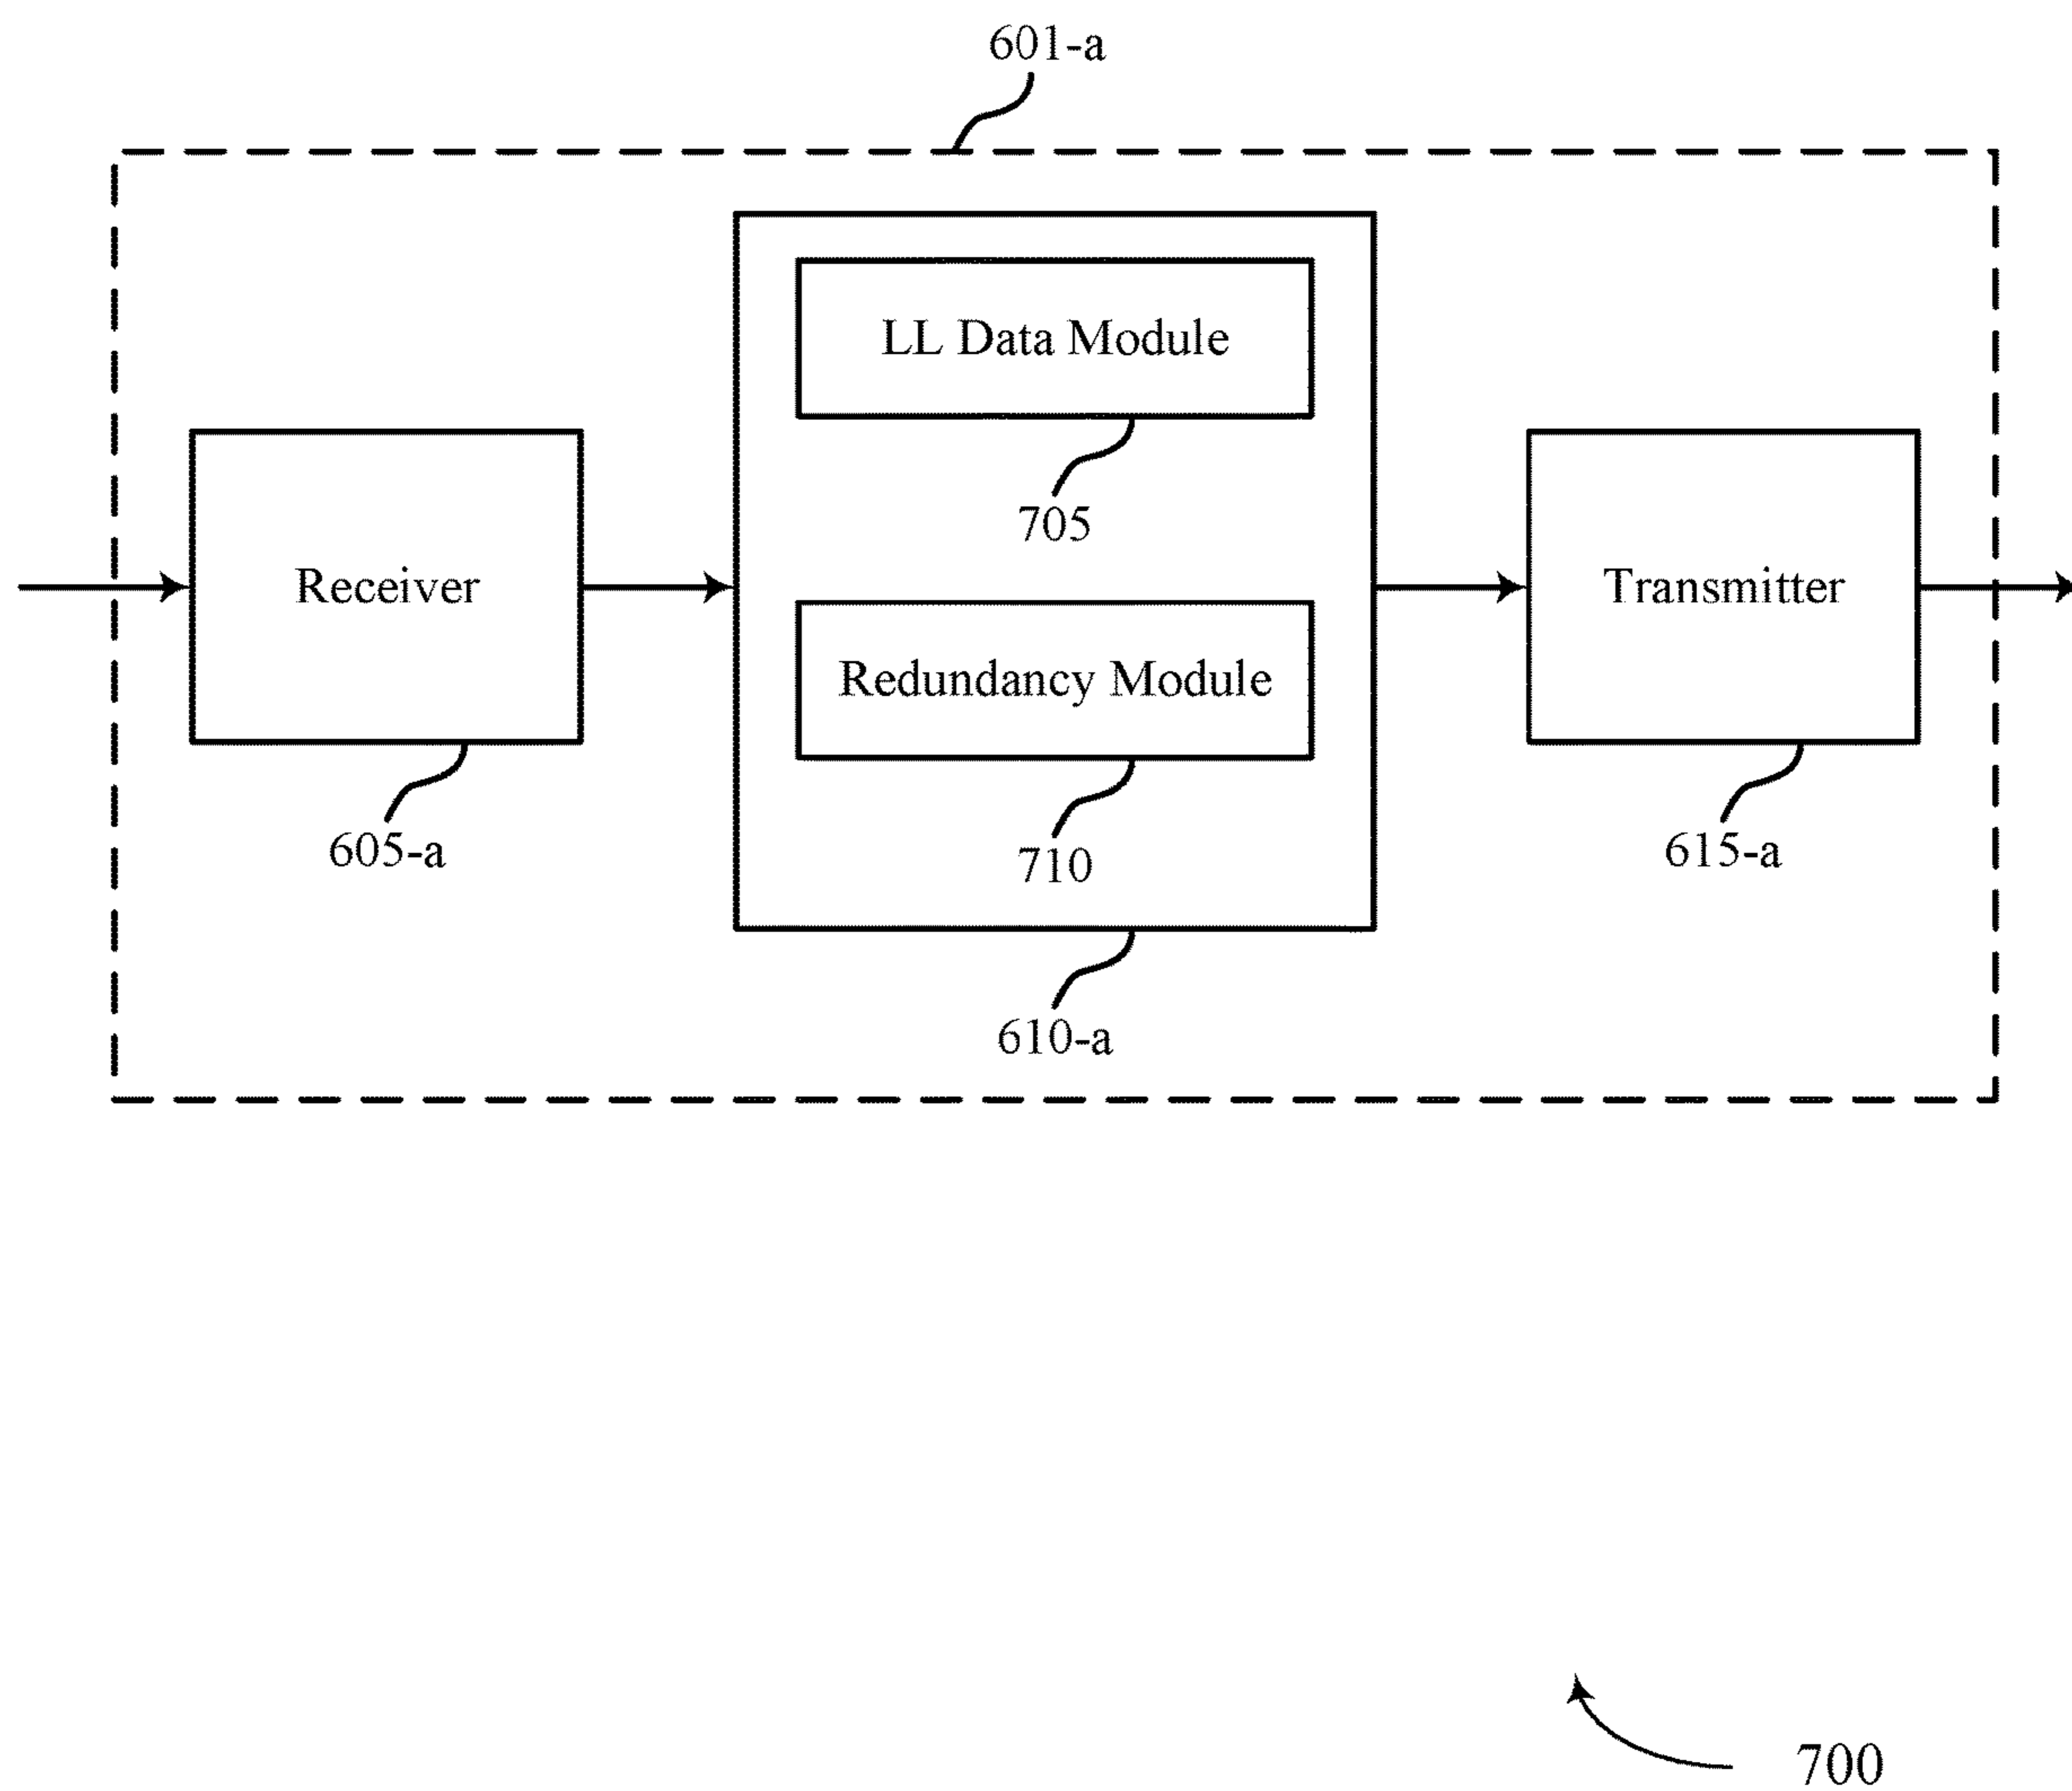 601-a
LL Data Module
705
Receiver
Transmitter
Redundancy Module
605-a
710
615-a
610-a
700